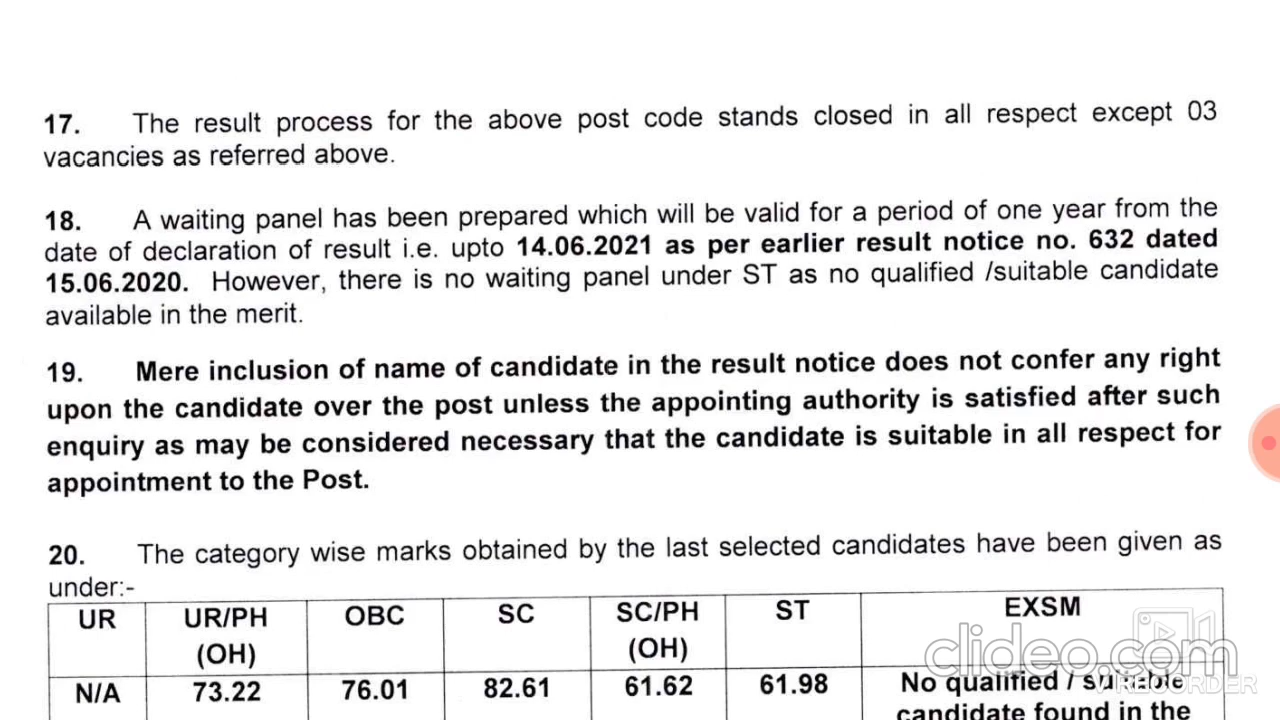 17. The result process for the above post code stands closed in all respect except 03
vacancies as referred above.
18. A waiting panel has been prepared which will be valid for a period of one year from the
date of declaration of result i.e. upto 14.06.2021 as per earlier result notice no. 632 dated
15.06.2020. However, there is no waiting panel under ST as no qualified /suitable candidate
available in the merit.
19. Mere inclusion of name of candidate in the result notice does not confer any right
upon the candidate over the post unless the appointing authority is satisfied after such
enquiry as may be considered necessary that the candidate is suitable in all respect for
appointment to the Post.
20. The category wise marks obtained by the last selected candidates have been given as
under:-
UR UR/PH OBC SC SC/PH ST EXSM
(OH) (OH)
N/A 73.22 76.01 82.61 61.62 61.98 No qualified / suitable
candidate found in the
clideo.com
VIRECORDER